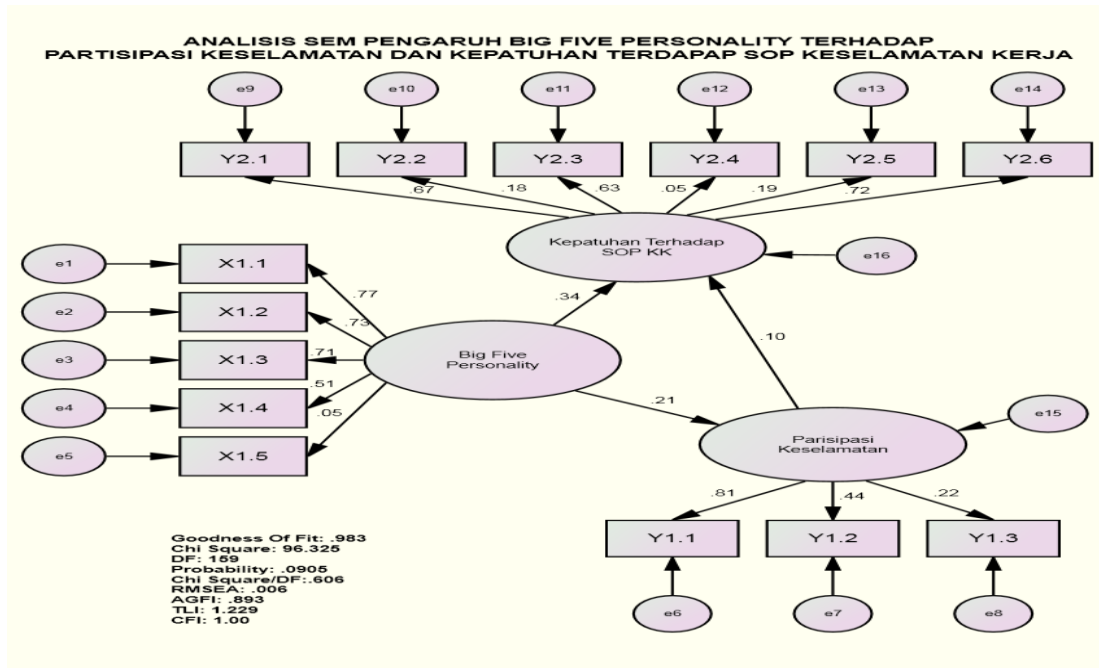 ANALISIS SEM PENGARUH BIG FIVE PERSONALITY TERHADAP
PARTISIPASI KESELAMATAN DAN KEPATUHAN TERDAPAP SOP KESELAMATAN KERJA
e9 e10 e11 e12 e13 e14
Y2.1 Y2.2 Y2.3 Y2.4 Y2.5 Y2.6
.67 .18 .63 .05 .19 .72
Kepatuhan Terhadap
SOP KK
e16
e1 X1.1
e2 X1.2
e3 X1.3
e4 X1.4
e5 X1.5
.77
.73
.71
.51
.05
.34
Big Five
Personality
.10
.21
e15
Parisipasi
Keselamatan
.81 .44 .22
Y1.1 Y1.2 Y1.3
e6 e7 e8
Goodness Of Fit: .983
Chi Square: 96.325
DF: 159
Probability: .0905
Chi Square/DF:.606
RMSEA: .006
AGFI: .893
TLI: 1.229
CFI: 1.00